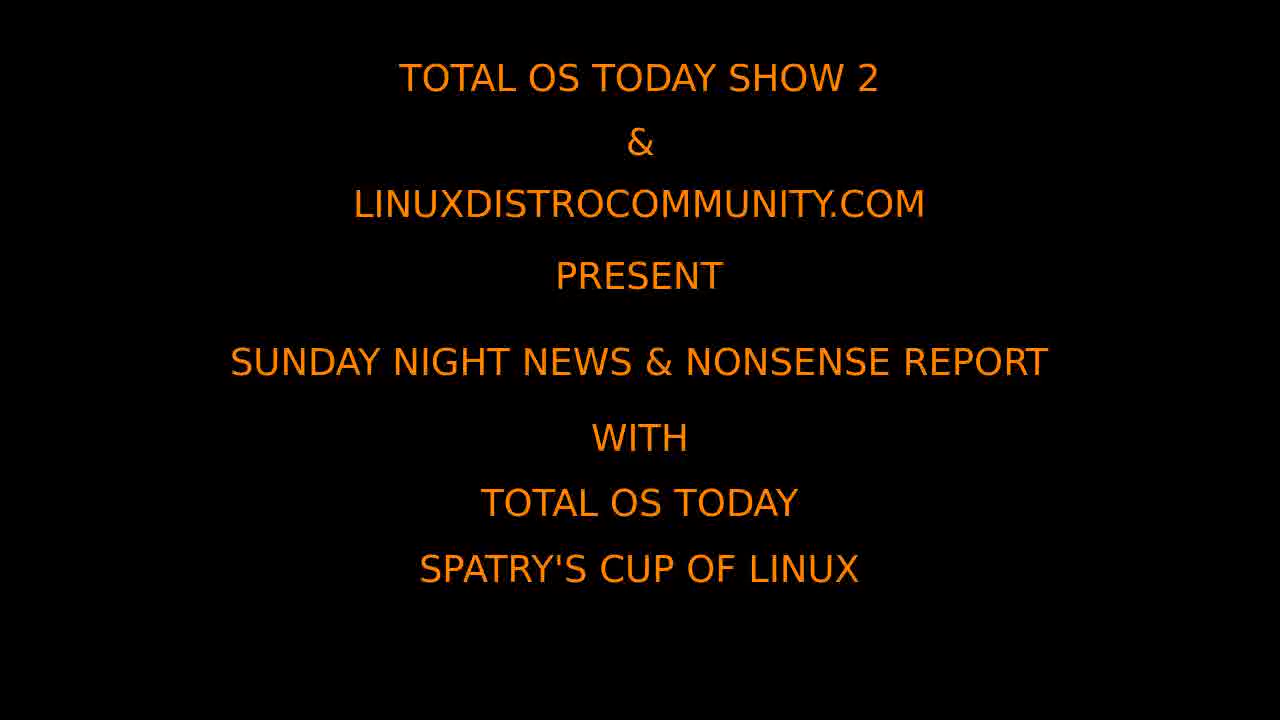 TOTAL OS TODAY SHOW 2
&
LINUXDISTROCOMMUNITY.COM
PRESENT
SUNDAY NIGHT NEWS & NONSENSE REPORT
WITH
TOTAL OS TODAY
SPATRY'S CUP OF LINUX